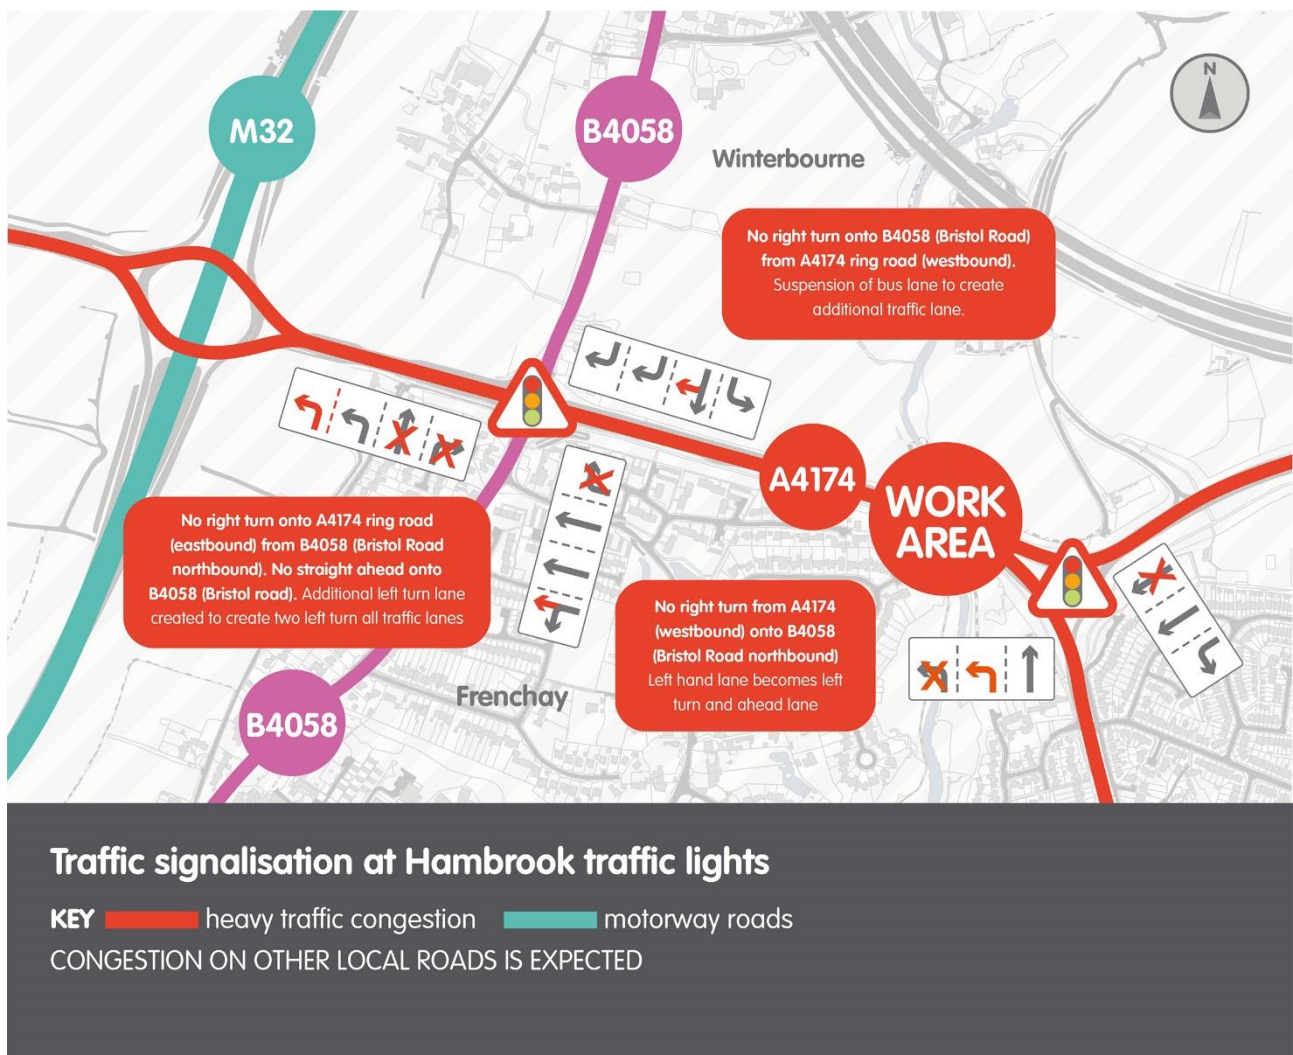 N
M32
B4058
Winterbourne
No right turn onto B4058 (Bristol Road)
from A4174 ring road (westbound).
Suspension of bus lane to create
additional traffic lane.
A4174
WORK
AREA
No right turn onto A4174 ring road
(eastbound) from B4058 (Bristol Road
northbound). No straight ahead onto
B4058 (Bristol road). Additional left turn lane
created to create two left turn all traffic lanes
No right turn from A4174
(westbound) onto B4058
(Bristol Road northbound)
Left hand lane becomes left
turn and ahead lane
Frenchay
B4058
Traffic signalisation at Hambrook traffic lights
KEY heavy traffic congestion motorway roads
CONGESTION ON OTHER LOCAL ROADS IS EXPECTED